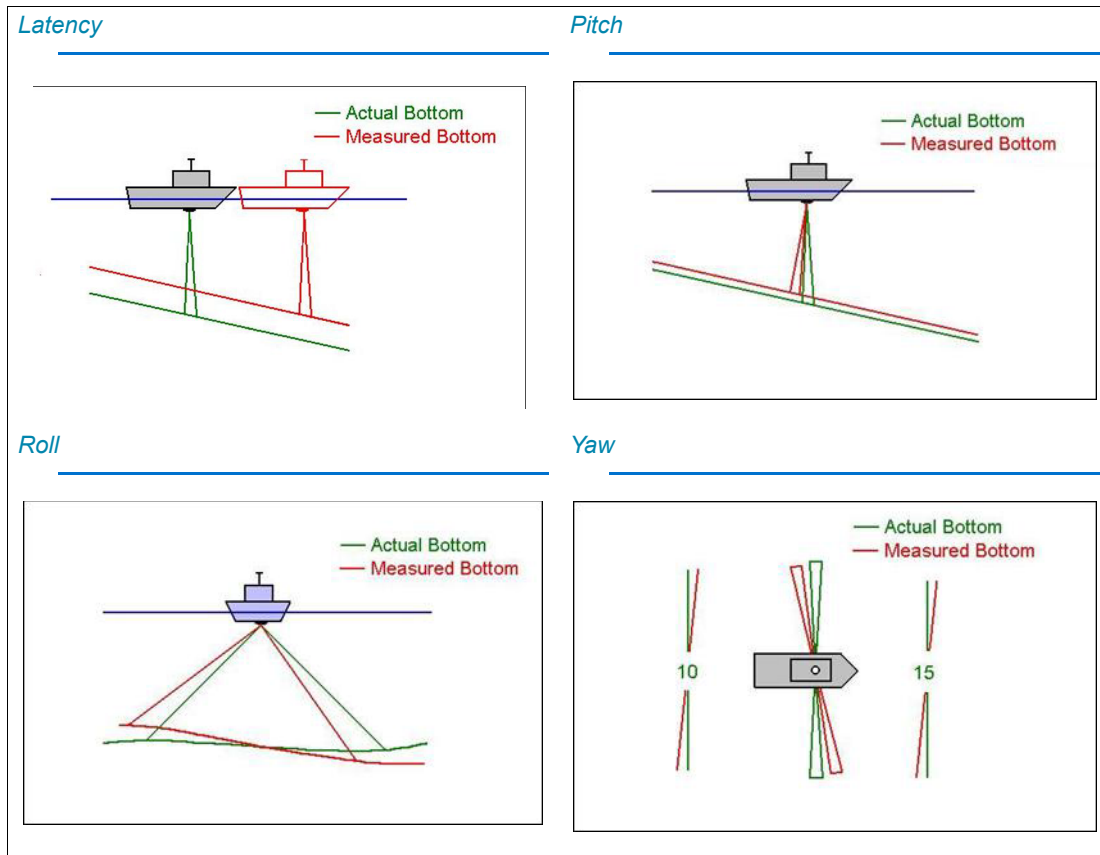 Latency
Actual Bottom
Measured Bottom
Pitch
Actual Bottom
Measured Bottom
Roll
Actual Bottom
Measured Bottom
Yaw
Actual Bottom
Measured Bottom
10
15